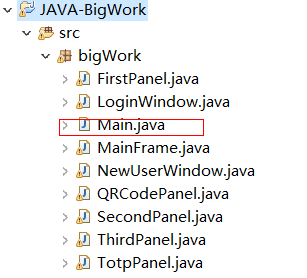 JAVA-BigWork
src
bigWork
FirstPanel.java
LoginWindow.java
Main.java
MainFrame.java
NewUserWindow.java
QRCodePanel.java
SecondPanel.java
ThirdPanel.java
TotpPanel.java